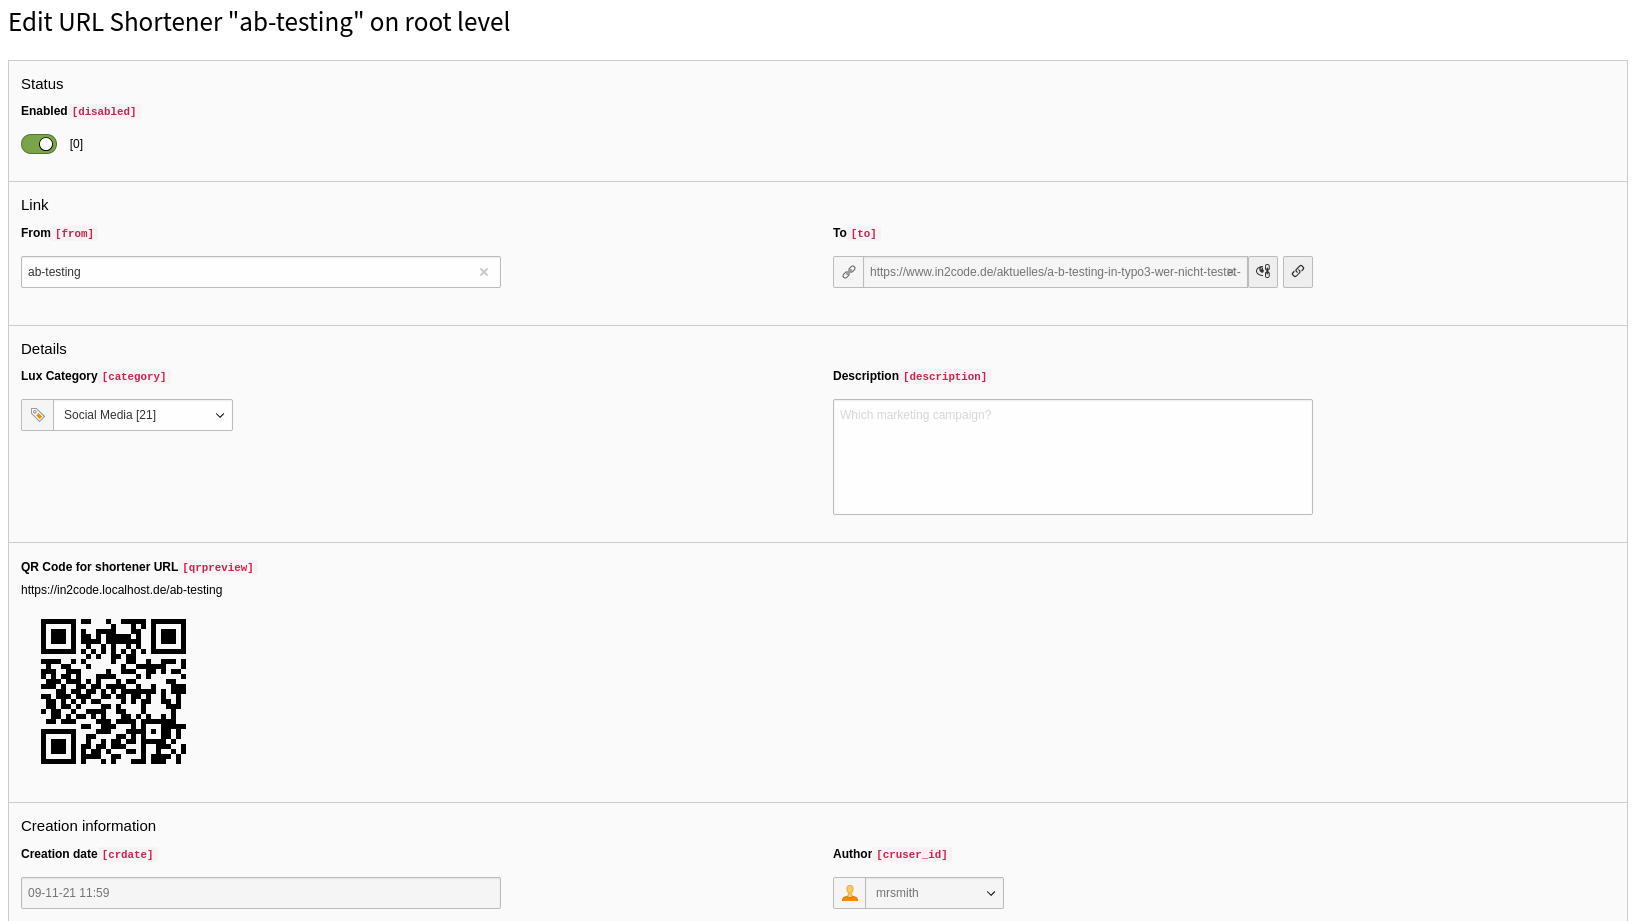 Edit URL Shortener "ab-testing" on root level
Status
Enabled [disabled]
[0]
Link
From [from]
To [to]
ab-testing
https://www.in2code.de/aktuelles/a-b-testing-in-typo3-wer-nicht-testet-
Details
Lux Category [category]
Description [description]
Social Media [21]
Which marketing campaign?
QR Code for shortener URL [qrpreview]
https://in2code.localhost.de/ab-testing
Creation information
Creation date [crdate]
Author [cruser_id]
09-11-21 11:59
mrsmith